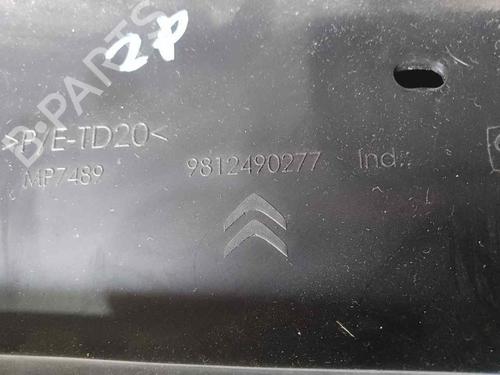 2P
B-PARTS
>P/E-TD20<
MP7489
9812490277 Ind.